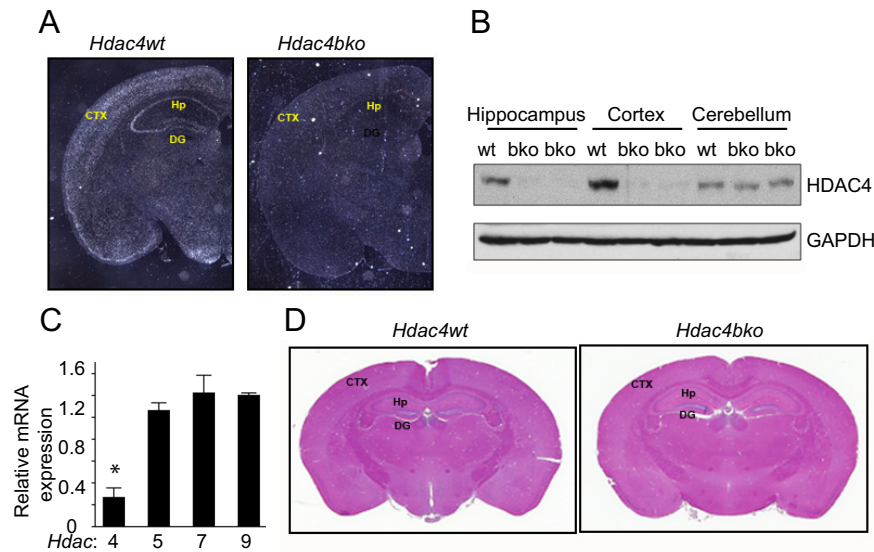 A
Hdac4wt
Hdac4bko
CTX
Hp
DG
CTX
Hp
DG
B
Hippocampus Cortex Cerebellum
wt bko bko wt bko bko wt bko bko
HDAC4
GAPDH
C
Relative mRNA
expression
1.6
1.2
0.8
0.4
0
*
Hdac: 4 5 7 9
D
Hdac4wt
Hdac4bko
CTX
Hp
DG
CTX
Hp
DG